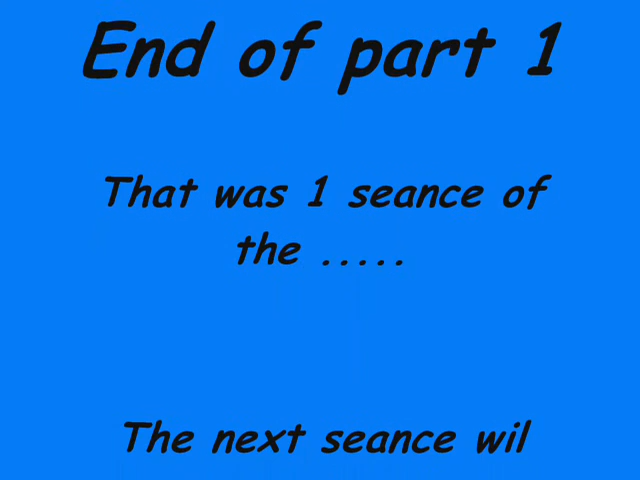 End of part 1
That was 1 seance of
the .....
The next seance wil